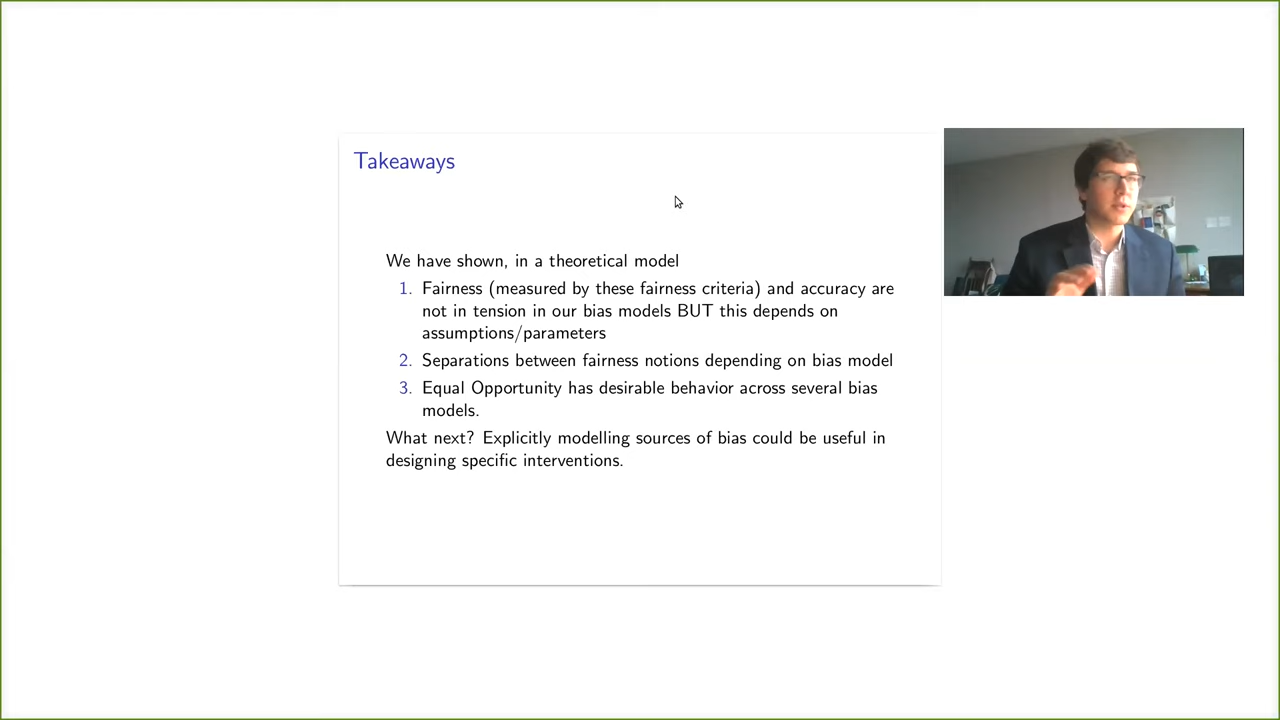 Takeaways
We have shown, in a theoretical model
1. Fairness (measured by these fairness criteria) and accuracy are
not in tension in our bias models BUT this depends on
assumptions/parameters
2. Separations between fairness notions depending on bias model
3. Equal Opportunity has desirable behavior across several bias
models.
What next? Explicitly modelling sources of bias could be useful in
designing specific interventions.